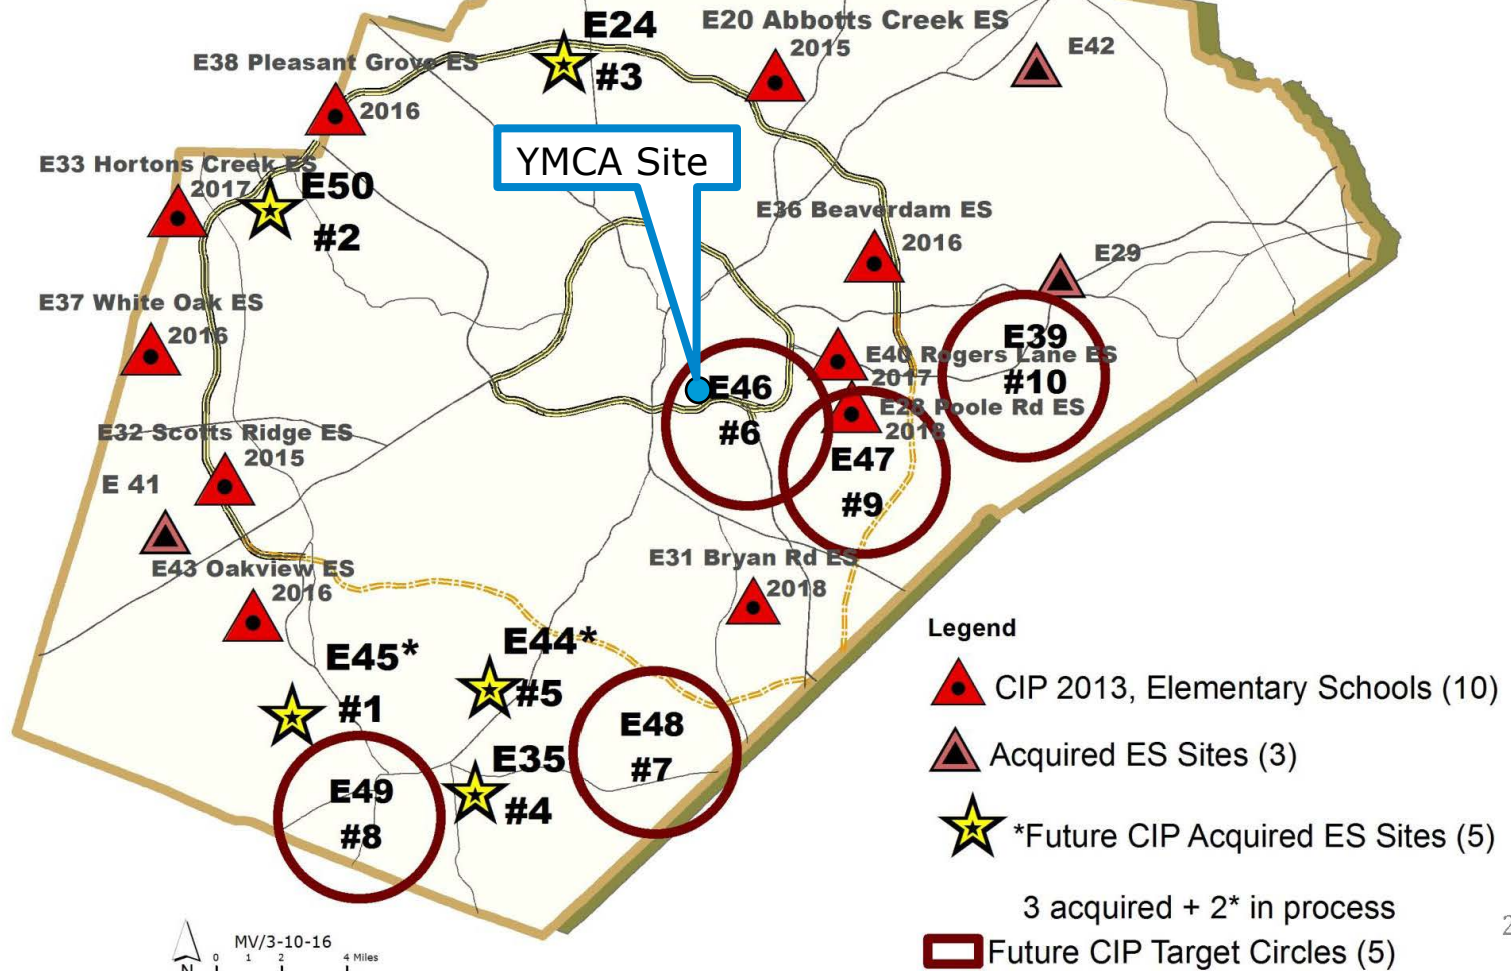 E24
#3
E20 Abbotts Creek ES
2015
E42
E38 Pleasant Grove ES
2016
YMCA Site
E33 Hortons Creek ES
2017
E50
#2
E36 Beaverdam ES
2016
E29
E37 White Oak ES
2016
E39
#10
E40 Rogers Lane ES
2017
E46
#6
E28 Poole Rd ES
2018
E47
#9
E32 Scotts Ridge ES
2015
E 41
E43 Oakview ES
2016
E31 Bryan Rd ES
2018
E45*
#1
E44*
#5
E48
#7
E35
#4
E49
#8
Legend
CIP 2013, Elementary Schools (10)
Acquired ES Sites (3)
*Future CIP Acquired ES Sites (5)
3 acquired + 2* in process
Future CIP Target Circles (5)
MV/3-10-16
0 1 2 4 Miles
N
2